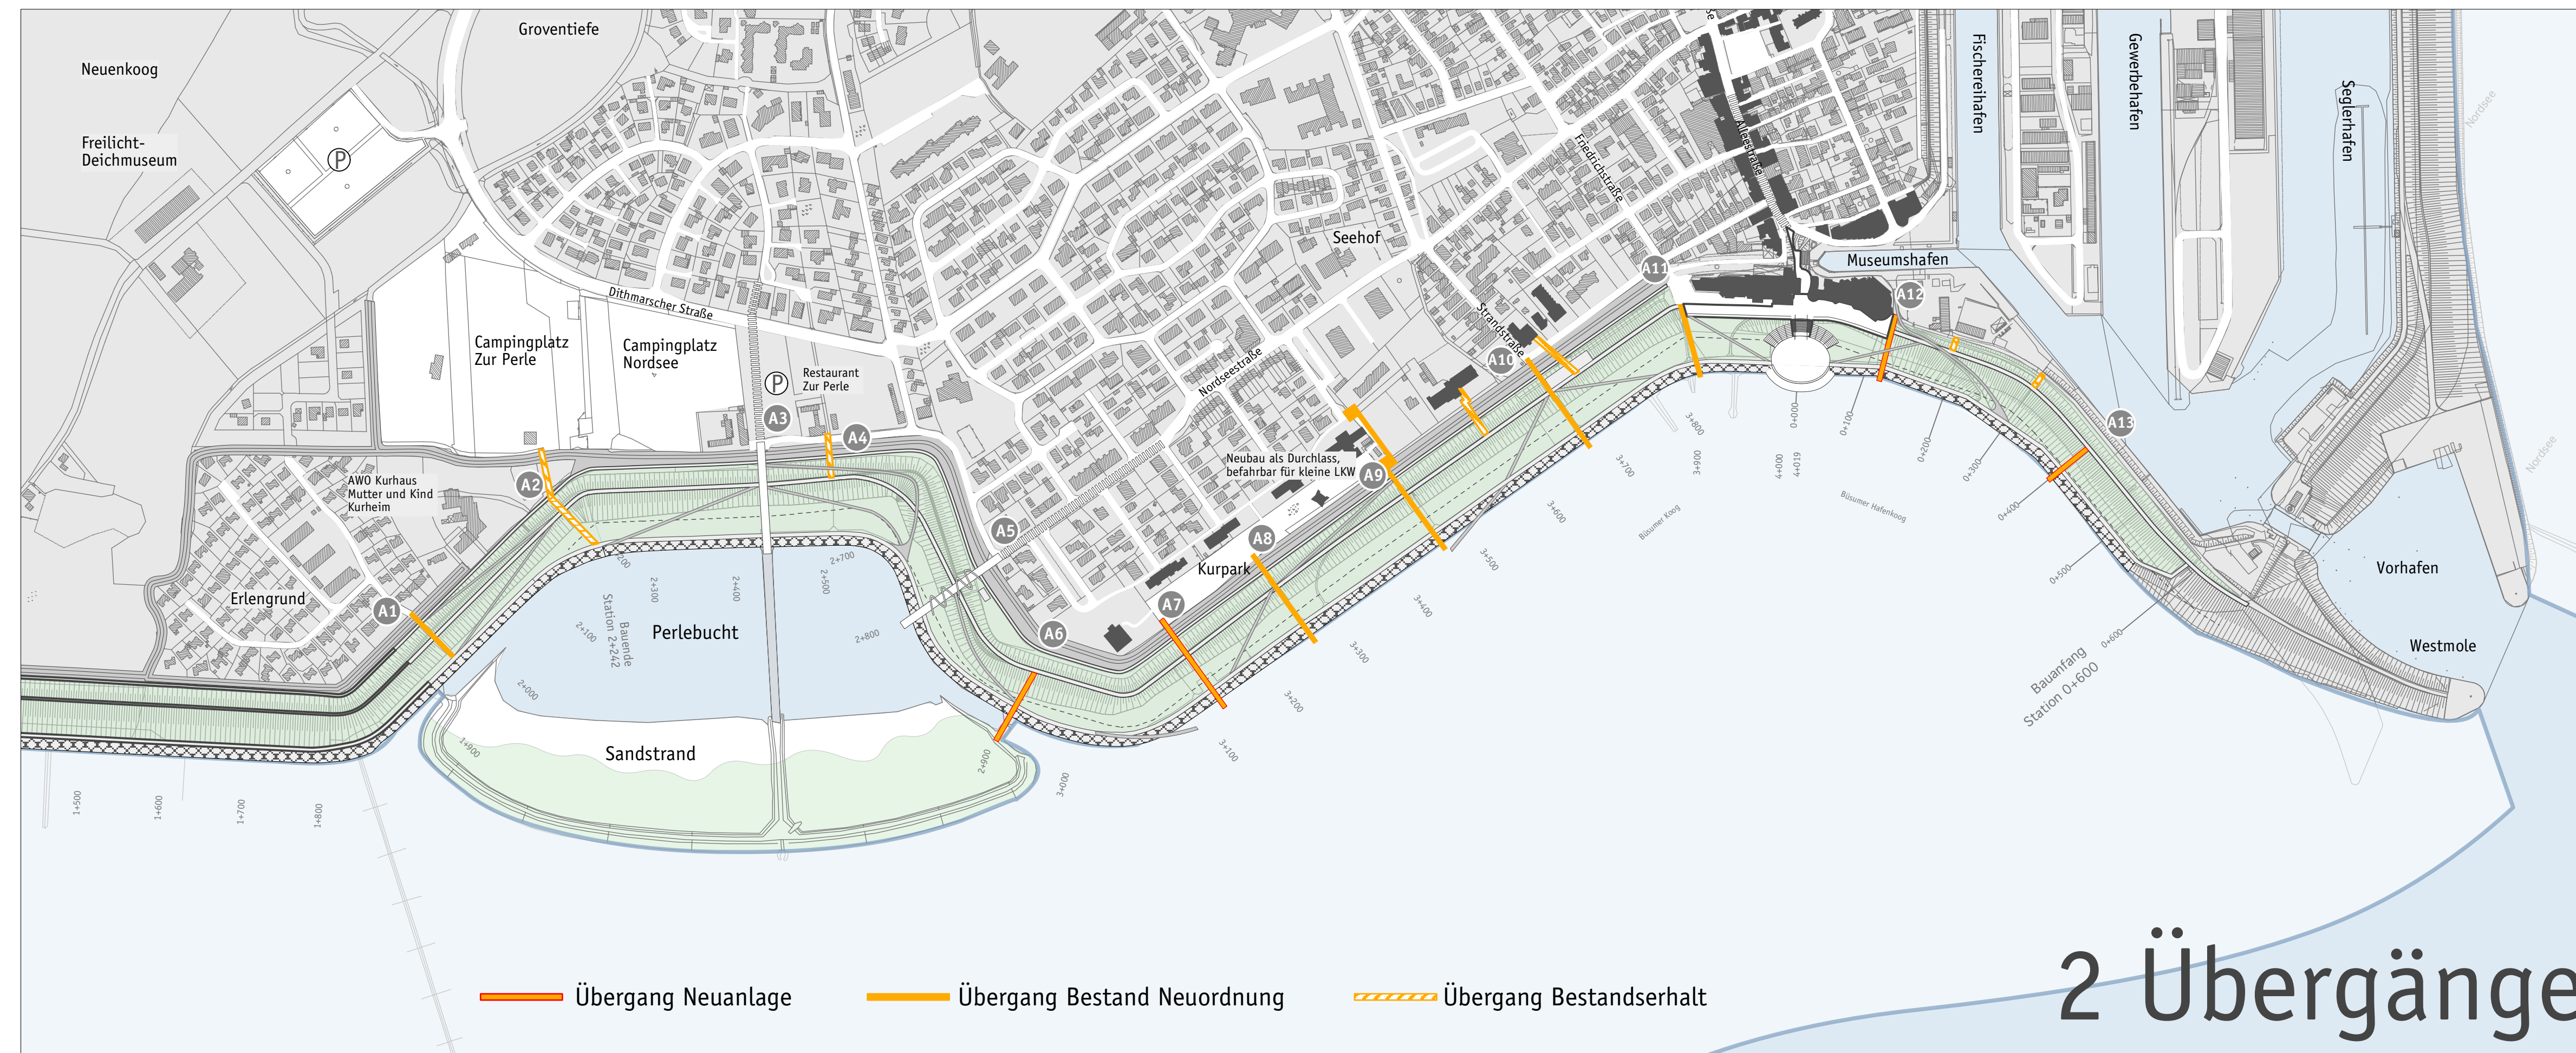 Groventiefe
Neuenkoog
Freilicht-
Deichmuseum
P
Dithmarscher Straße
Campingplatz
Zur Perle
Campingplatz
Nordsee
P
Restaurant
Zur Perle
A3
A4
A2
AWO Kurhaus
Mutter und Kind
Kurheim
Erlengrund
A1
Perlebucht
Sandstrand
Bauende
Station 2+242
1+500
1+600
1+700
1+800
1+900
2+000
2+100
2+300
2+400
2+500
2+700
2+800
2+900
3+000
A5
A6
A7
A8
Kurpark
Neubau als Durchlass,
befahrbar für kleine LKW
A9
Nordseestraße
Seehof
Strandstraße
A10
Friedrichstraße
Alleestraße
A11
A12
A13
Museumshafen
Fischereihafen
Gewerbehafen
Seglerhafen
Nordsee
Nordsee
Vorhafen
Westmole
3+100
3+200
3+300
3+400
3+500
3+600
3+700
3+800
3+900
4+000
4+019
0+000
0+100
0+200
0+300
0+400
0+500
0+600
Büsumer Koog
Büsumer Hafenkoog
Bauanfang
Station 0+600
Übergang Neuanlage
Übergang Bestand Neuordnung
Übergang Bestandserhalt
2 Übergänge